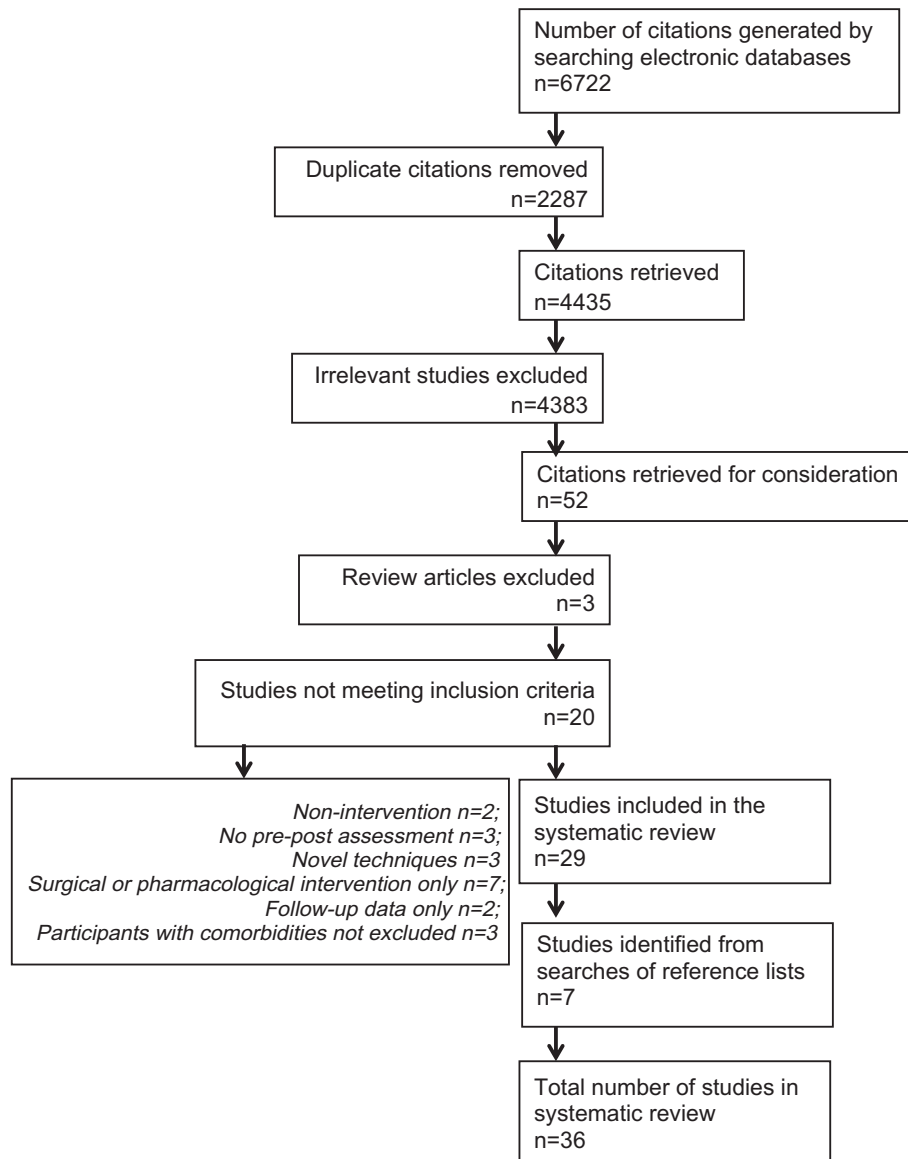 Number of citations generated by
searching electronic databases
n=6722
Duplicate citations removed
n=2287
Citations retrieved
n=4435
Irrelevant studies excluded
n=4383
Citations retrieved for consideration
n=52
Review articles excluded
n=3
Studies not meeting inclusion criteria
n=20
Non-intervention n=2;
No pre-post assessment n=3;
Novel techniques n=3
Surgical or pharmacological intervention only n=7;
Follow-up data only n=2;
Participants with comorbidities not excluded n=3
Studies included in the
systematic review
n=29
Studies identified from
searches of reference lists
n=7
Total number of studies in
systematic review
n=36